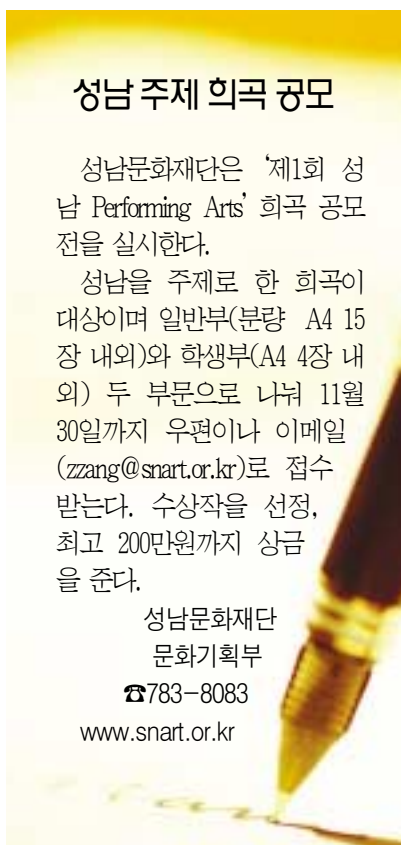 성남 주제 희곡 공모
성남문화재단은 ‘제1회 성
남 Performing Arts’ 희곡 공모
전을 실시한다.
성남을 주제로 한 희곡이
대상이며 일반부(분량 A4 15
장 내외)와 학생부(A4 4장 내
외) 두 부문으로 나눠 11월
30일까지 우편이나 이메일
(zzang@snart.or.kr)로 접수
받는다. 수상작을 선정,
최고 200만원까지 상금
을 준다.
성남문화재단
문화기획부
☎783-8083
www.snart.or.kr